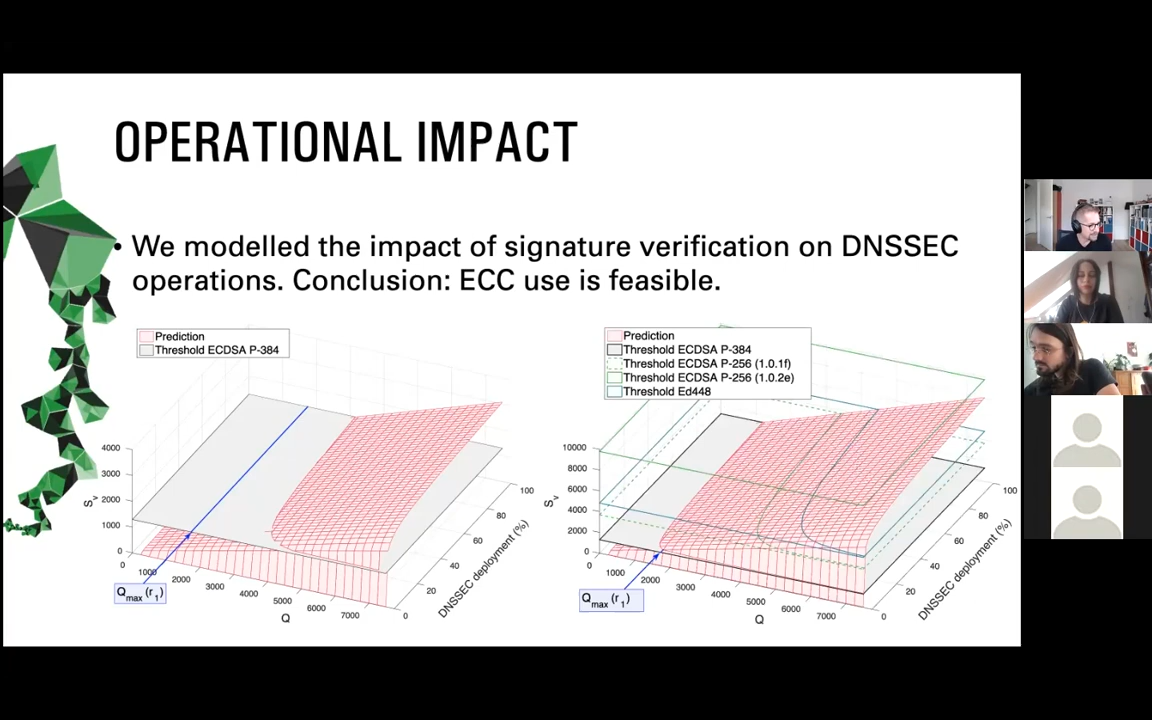 OPERATIONAL IMPACT
• We modelled the impact of signature verification on DNSSEC
operations. Conclusion: ECC use is feasible.
Prediction
Threshold ECDSA P-384
4000
3000
2000
1000
0
Sv
0
1000
2000
3000
4000
5000
6000
7000
Q
0
20
40
60
80
100
DNSSEC deployment (%)
Qmax (r1)
Prediction
Threshold ECDSA P-384
Threshold ECDSA P-256 (1.0.1f)
Threshold ECDSA P-256 (1.0.2e)
Threshold Ed448
10000
8000
6000
4000
2000
0
Sv
0
1000
2000
3000
4000
5000
6000
7000
Q
0
20
40
60
80
100
DNSSEC deployment (%)
Qmax (r1)